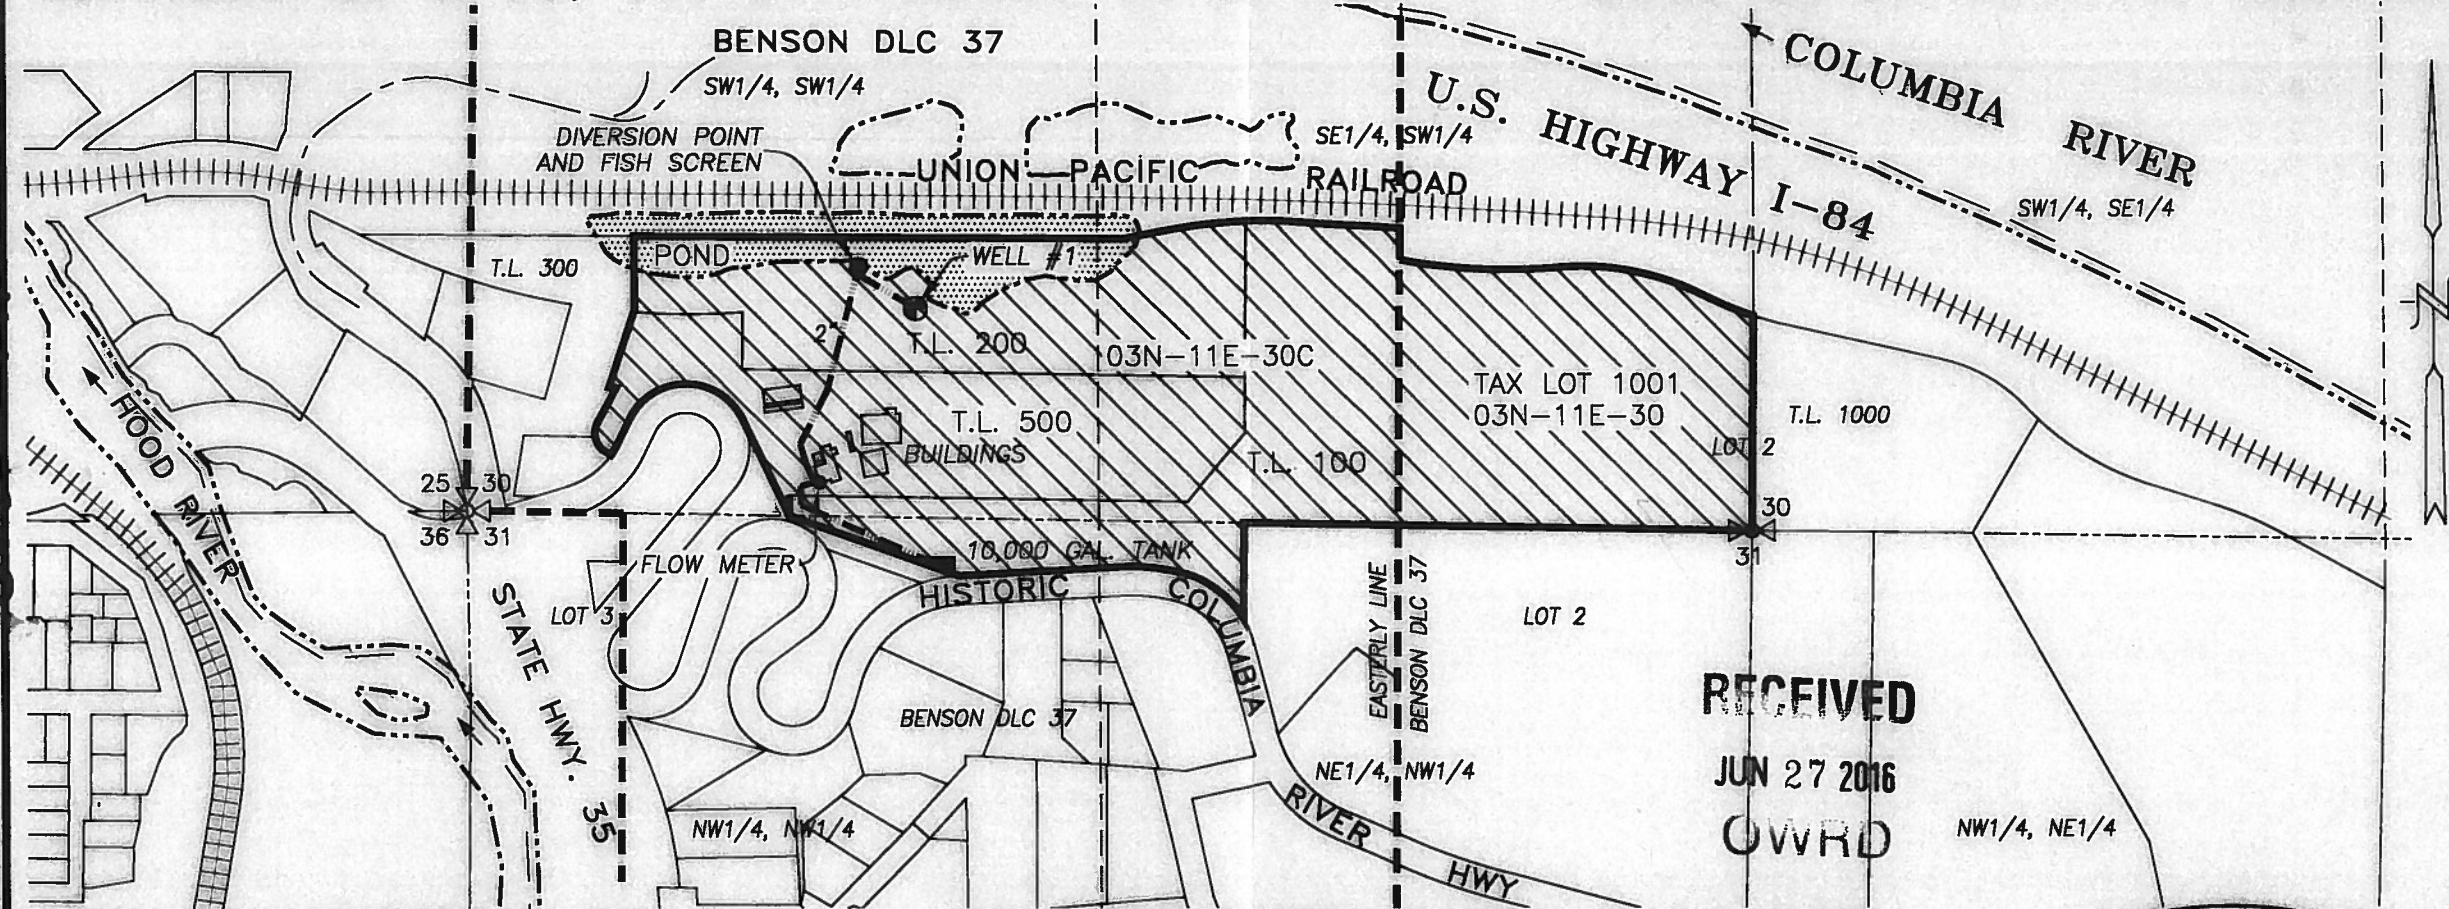 BENSON DLC 37
SW1/4, SW1/4
COLUMBIA RIVER
U.S. HIGHWAY I-84
DIVERSION POINT
AND FISH SCREEN
SE1/4, SW1/4
UNION PACIFIC RAILROAD
SW1/4, SE1/4
POND
WELL #1
T.L. 300
2"
T.L. 200
03N-11E-30C
TAX LOT 1001
03N-11E-30
T.L. 1000
T.L. 500
LOT 2
BUILDINGS
T.L. 100
HOOD RIVER
25 30
36 31
30
31
10,000 GAL. TANK
FLOW METER
HISTORIC COLUMBIA RIVER HWY
LOT 3
STATE HWY. 35
EASTERLY LINE
BENSON DLC 37
LOT 2
BENSON DLC 37
RECEIVED
JUN 27 2016
OWRD
NE1/4, NW1/4
NW1/4, NW1/4
NW1/4, NE1/4
N